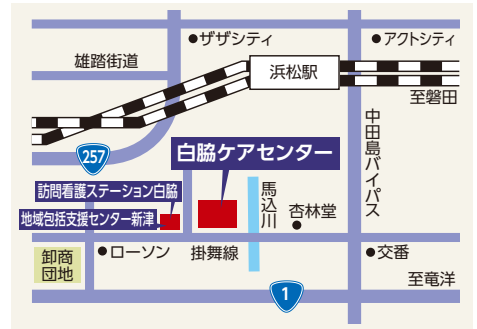 ザザシティ
アクトシティ
雄踏街道
浜松駅
至磐田
中田島バイパス
257
白脇ケアセンター
訪問看護ステーション白脇
地域包括支援センター新津
馬込川
杏林堂
ローソン
掛舞線
交番
卸商
団地
至竜洋
1